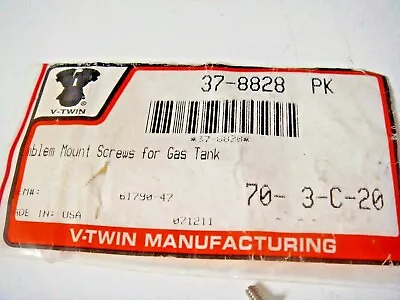 37-8828 PK
V-TWIN
®
*37-8828*
mblem Mount Screws for Gas Tank
M#: 61790-47
70- 3-C-20
ADE IN: USA 071211
V-TWIN MANUFACTURING